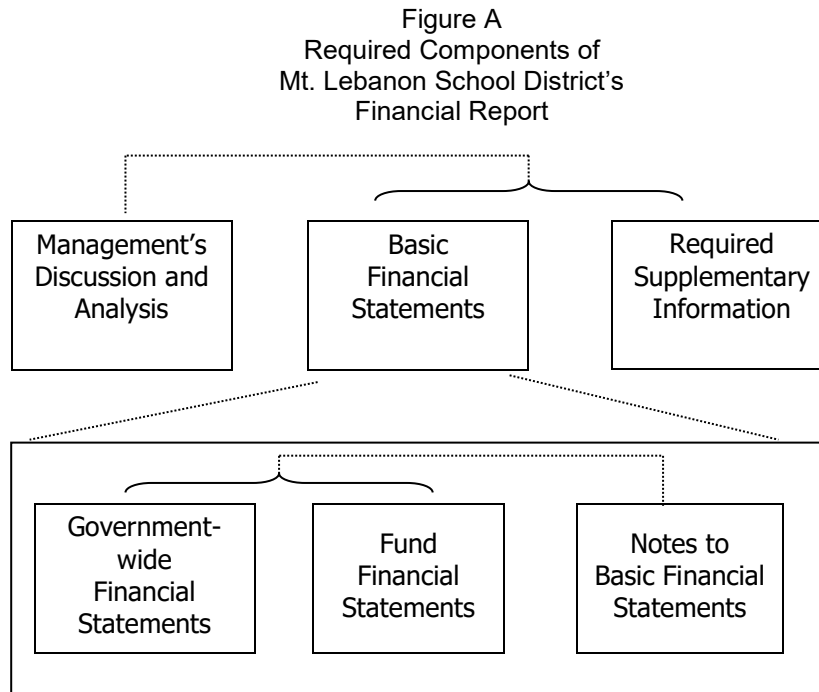 Figure A
Required Components of
Mt. Lebanon School District’s
Financial Report
Management’s
Discussion and
Analysis
Basic
Financial
Statements
Required
Supplementary
Information
Government-
wide
Financial
Statements
Fund
Financial
Statements
Notes to
Basic Financial
Statements